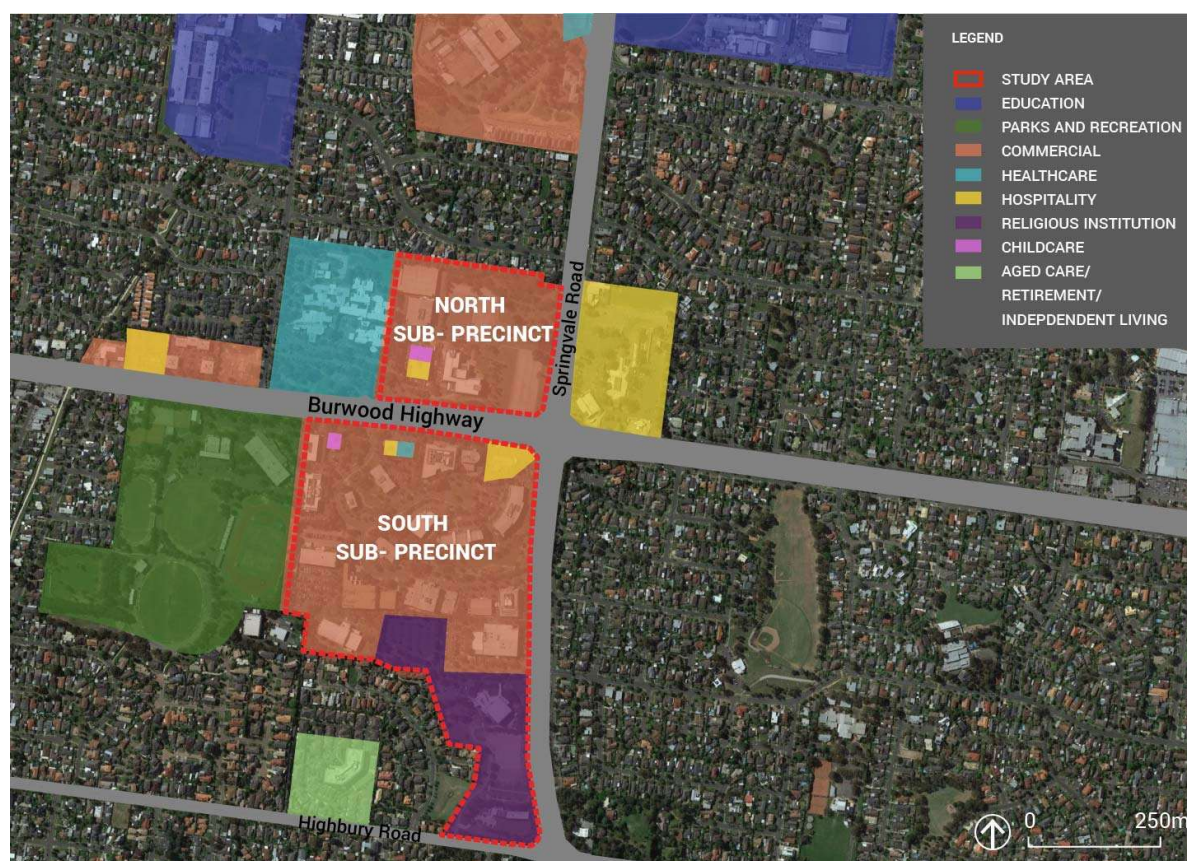 LEGEND
STUDY AREA
EDUCATION
PARKS AND RECREATION
COMMERCIAL
HEALTHCARE
HOSPITALITY
RELIGIOUS INSTITUTION
CHILDCARE
AGED CARE/
RETIREMENT/
INDEPDENDENT LIVING
NORTH
SUB- PRECINCT
Springvale Road
Burwood Highway
SOUTH
SUB- PRECINCT
Highbury Road
0 250m